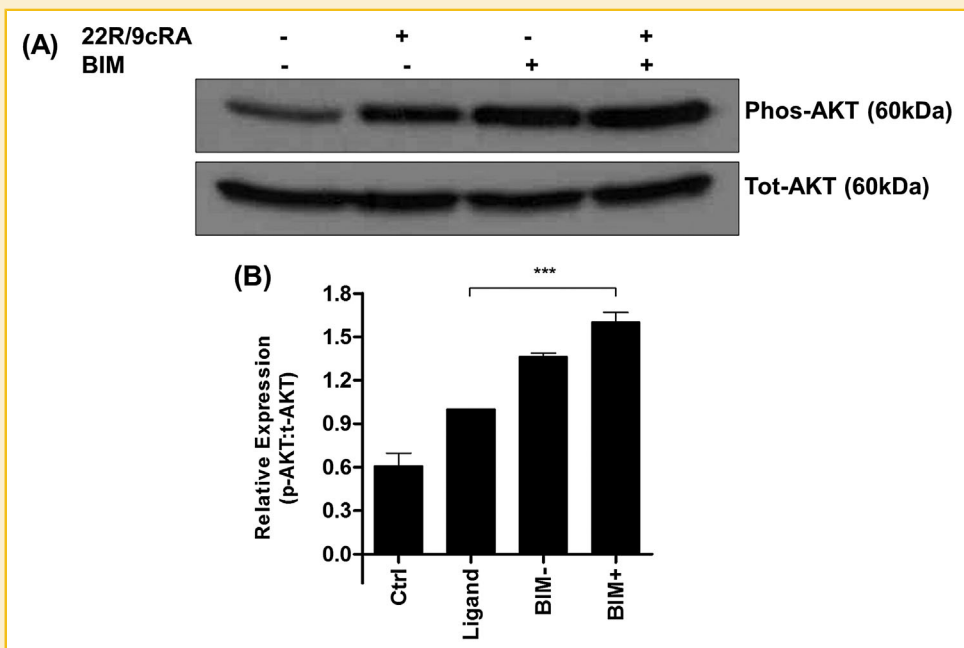 (A)
22R/9cRA - + - +
BIM - - + +
Phos-AKT (60kDa)
Tot-AKT (60kDa)
(B)
***
1.8
1.5
1.2
0.9
0.6
0.3
0.0
Relative Expression
(p-AKT:t-AKT)
Ctrl
Ligand
BIM-
BIM+